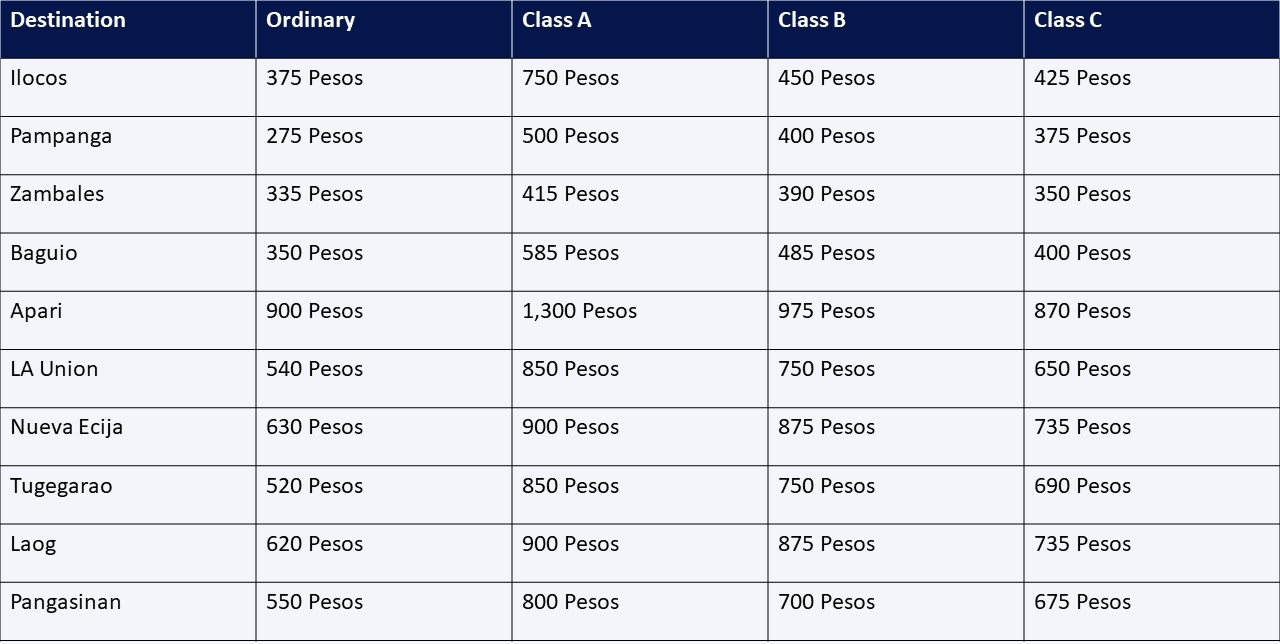 Destination Ordinary Class A Class B Class C
Ilocos 375 Pesos 750 Pesos 450 Pesos 425 Pesos
Pampanga 275 Pesos 500 Pesos 400 Pesos 375 Pesos
Zambales 335 Pesos 415 Pesos 390 Pesos 350 Pesos
Baguio 350 Pesos 585 Pesos 485 Pesos 400 Pesos
Apari 900 Pesos 1,300 Pesos 975 Pesos 870 Pesos
LA Union 540 Pesos 850 Pesos 750 Pesos 650 Pesos
Nueva Ecija 630 Pesos 900 Pesos 875 Pesos 735 Pesos
Tugegarao 520 Pesos 850 Pesos 750 Pesos 690 Pesos
Laog 620 Pesos 900 Pesos 875 Pesos 735 Pesos
Pangasinan 550 Pesos 800 Pesos 700 Pesos 675 Pesos